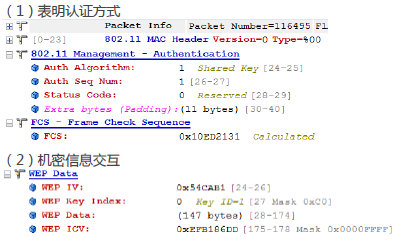 （1）表明认证方式
Packet Info Packet Number=116495 Fl
[0-23] 802.11 MAC Header Version=0 Type=%00
802.11 Management - Authentication
Auth Algorithm: 1 Shared Key [24-25]
Auth Seq Num: 1 [26-27]
Status Code: 0 Reserved [28-29]
Extra bytes (Padding):(11 bytes) [30-40]
FCS - Frame Check Sequence
FCS: 0x10ED2131 Calculated
（2）机密信息交互
WEP Data
WEP IV: 0x54CAB1 [24-26]
WEP Key Index: 0 Key ID=1 [27 Mask 0xC0]
WEP Data: (147 bytes) [28-174]
WEP ICV: 0xEFB186DD [175-178 Mask 0x0000FFFF]